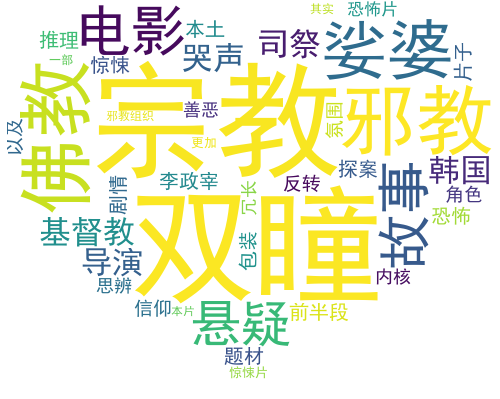 其实
恐怖片
电影
本土
司祭
娑婆
推理
哭声
一部
惊悚
片子
佛教
宗教
邪教
善恶
氛围
以及
邪教组织
更加
故事
探案
韩国
李政宰
反转
角色
剧情
冗长
恐怖
双瞳
基督教
包装
导演
内核
思辨
信仰
本片
悬疑
前半段
题材
惊悚片